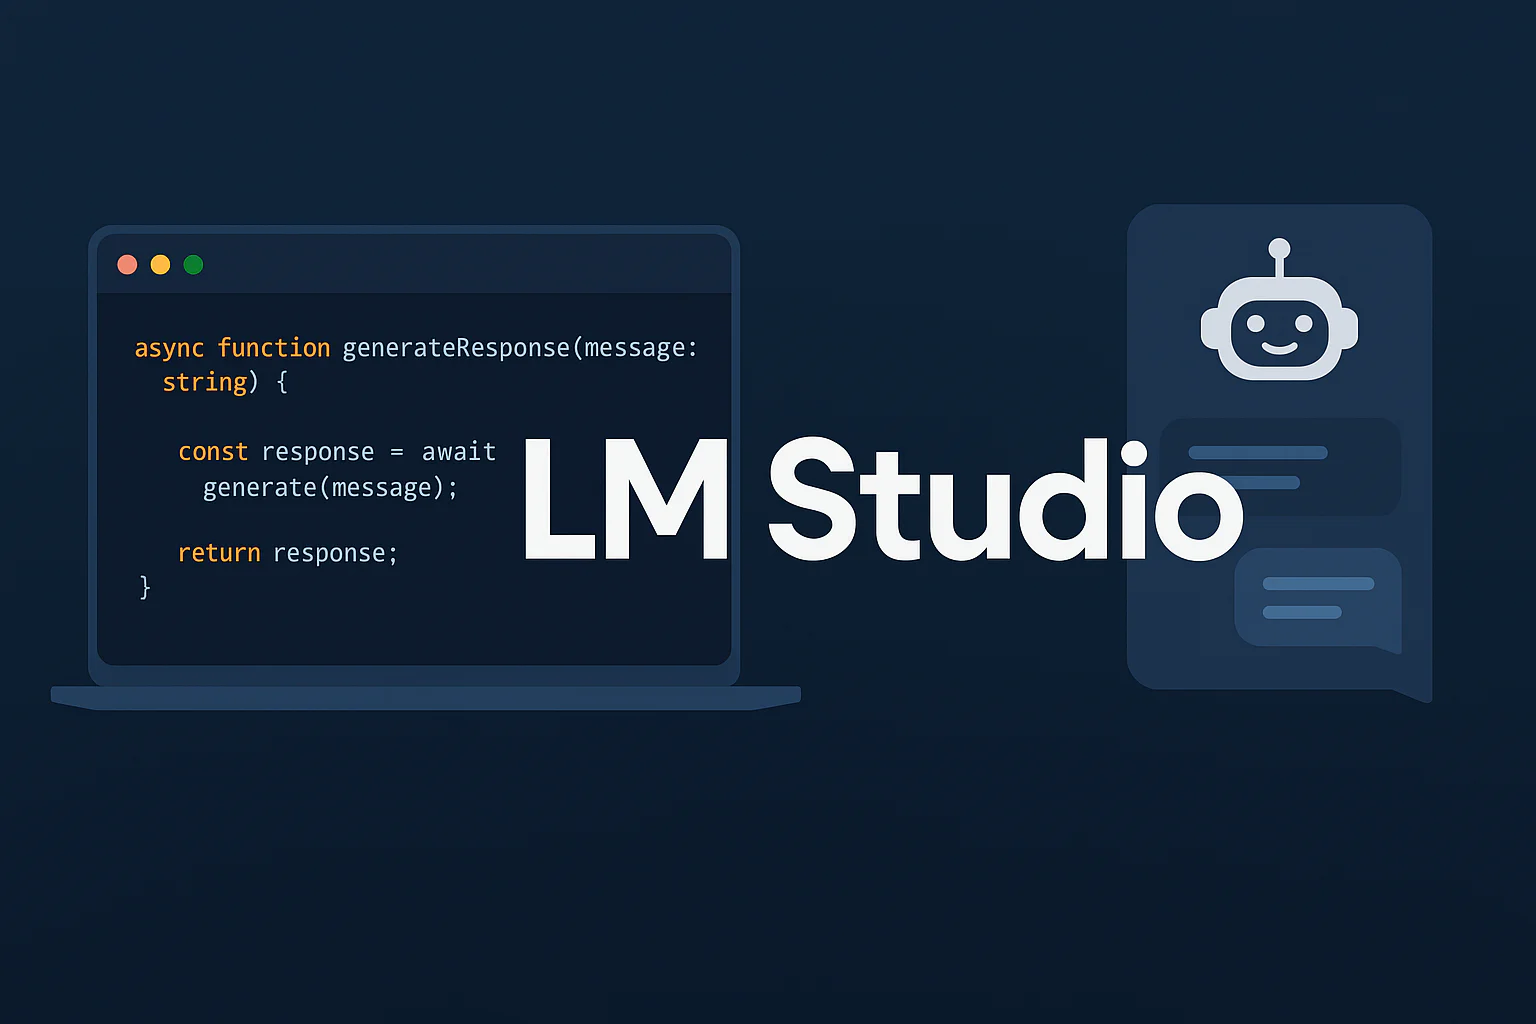 async function generateResponse(message:
string) {
const response = await
generate(message);
return response;
}
LM Studio